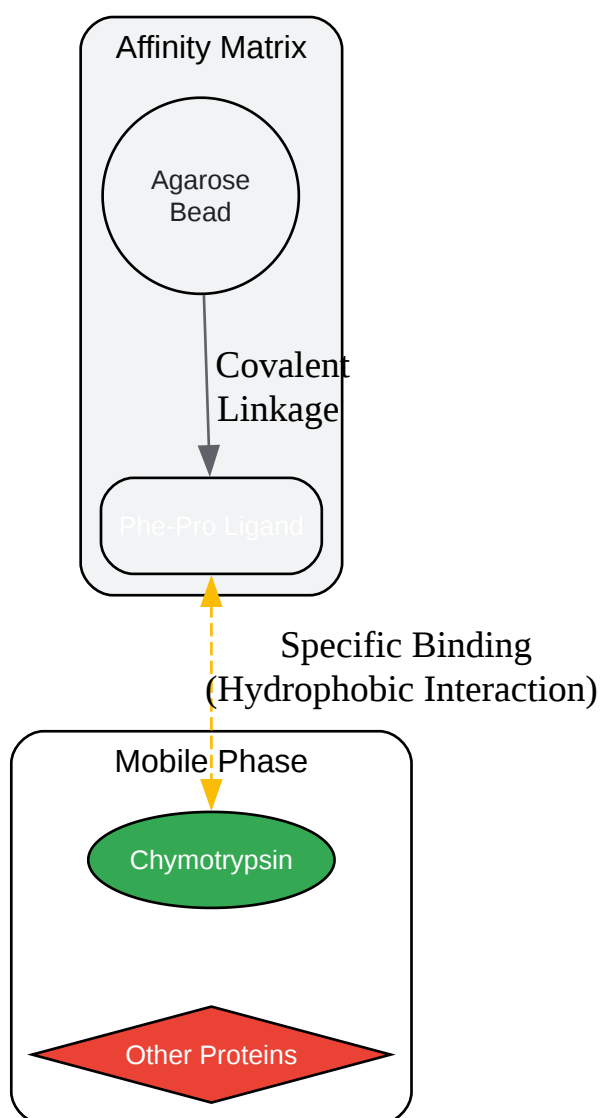 Affinity Matrix
Agarose
Bead
Covalent
Linkage
Phe-Pro Ligand
Specific Binding
(Hydrophobic Interaction)
Mobile Phase
Chymotrypsin
Other Proteins